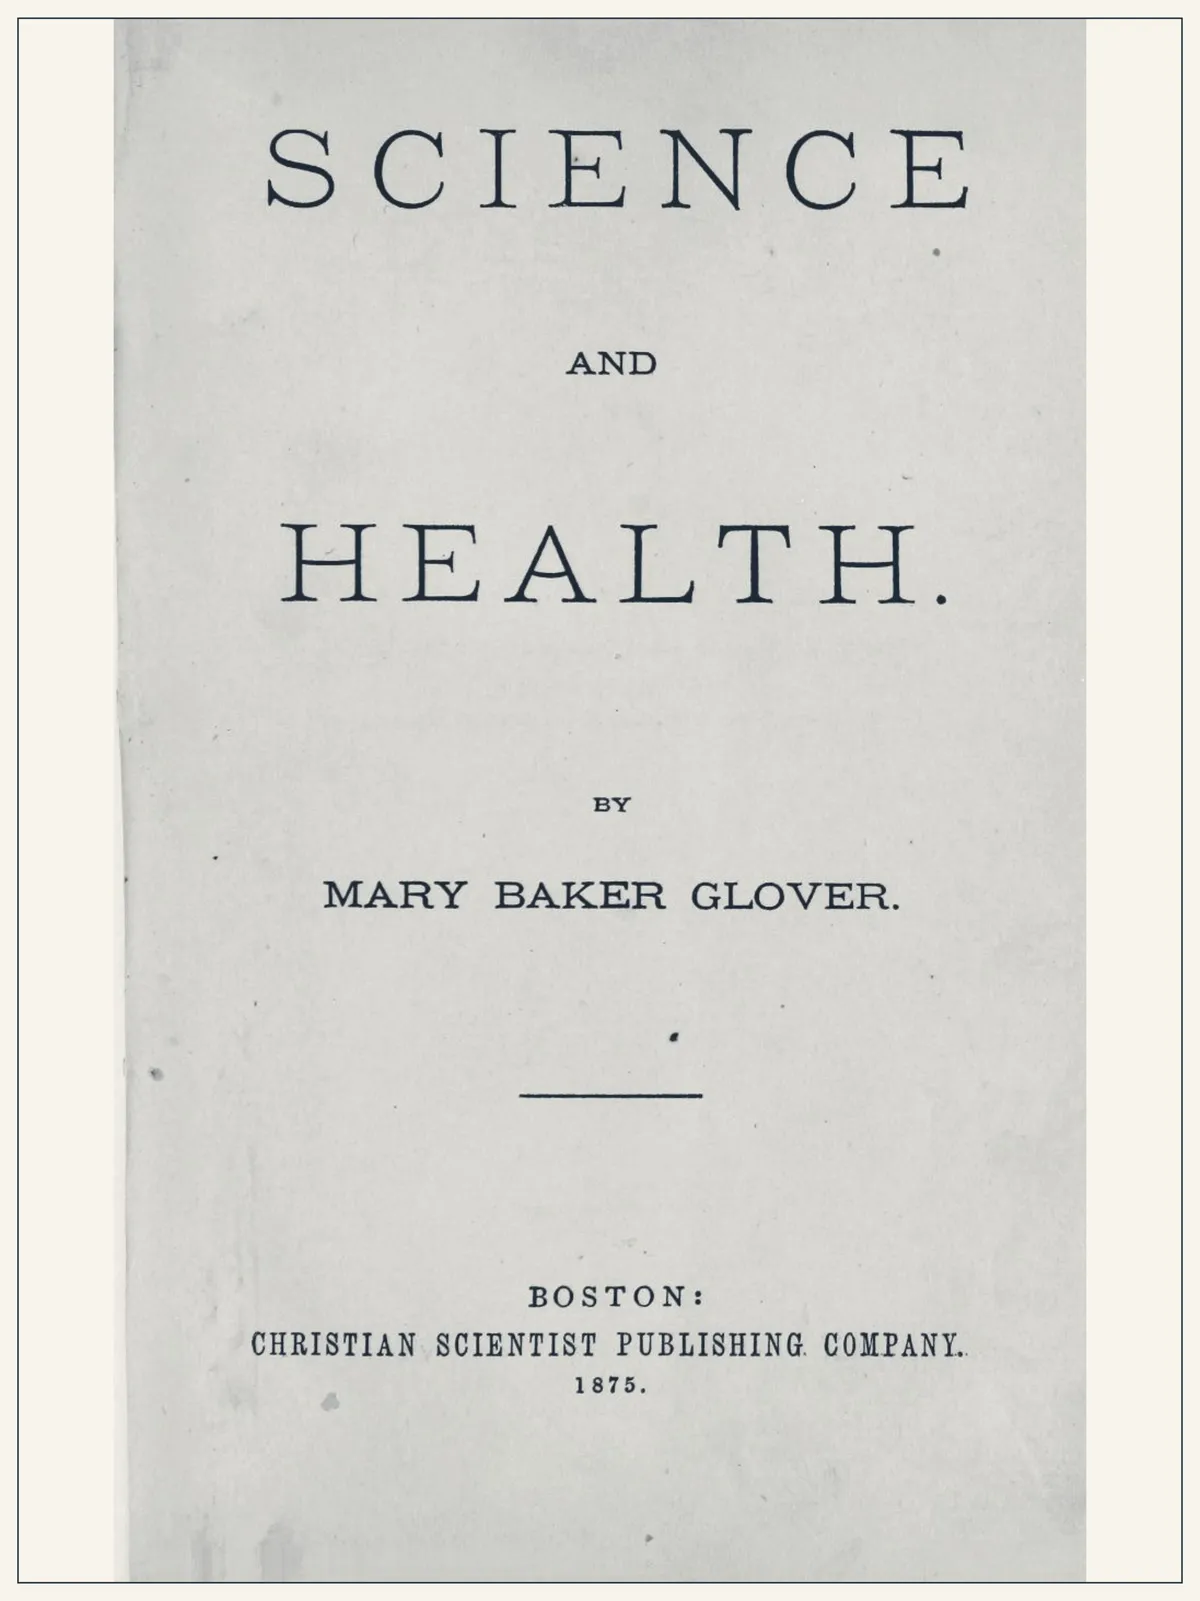 SCIENCE
AND
HEALTH.
BY
MARY BAKER GLOVER.
BOSTON:
CHRISTIAN SCIENTIST PUBLISHING COMPANY.
1875.